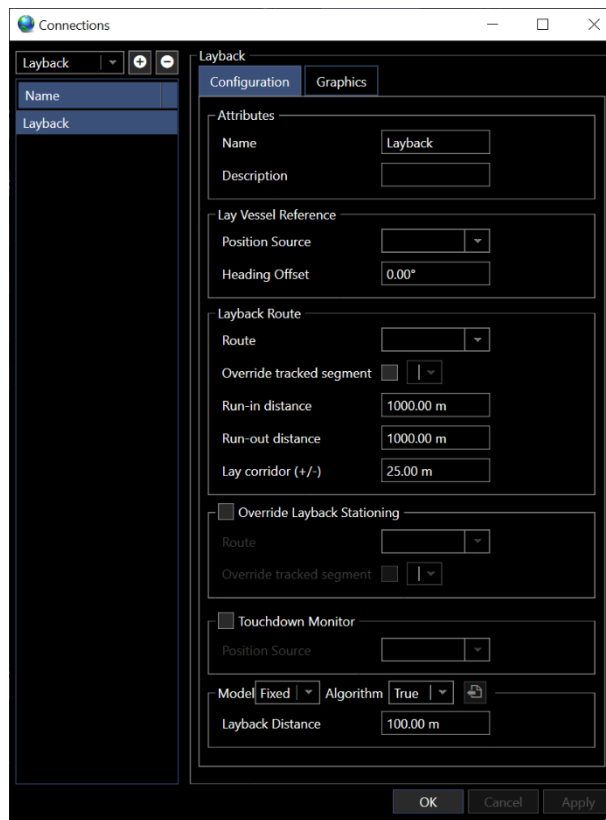 Connections
Layback
Name
Layback
Layback
Configuration Graphics
Attributes
Name Layback
Description
Lay Vessel Reference
Position Source
Heading Offset 0.00°
Layback Route
Route
Override tracked segment
Run-in distance 1000.00 m
Run-out distance 1000.00 m
Lay corridor (+/-) 25.00 m
Override Layback Stationing
Route
Override tracked segment
Touchdown Monitor
Position Source
Model Fixed Algorithm True
Layback Distance 100.00 m
OK Cancel Apply